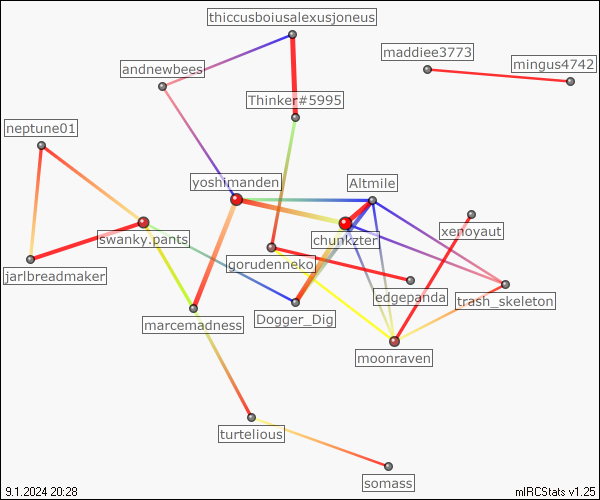 thiccusboiusalexusjoneus
maddiee3773
mingus4742
andnewbees
Thinker#5995
neptune01
yoshimanden
Altmile
xenoyaut
swanky.pants
chunkzter
gorudenneko
jarlbreadmaker
edgepanda
trash_skeleton
marcemadness
Dogger_Dig
moonraven
turtelious
somass
9.1.2024 20:28
mIRCStats v1.25